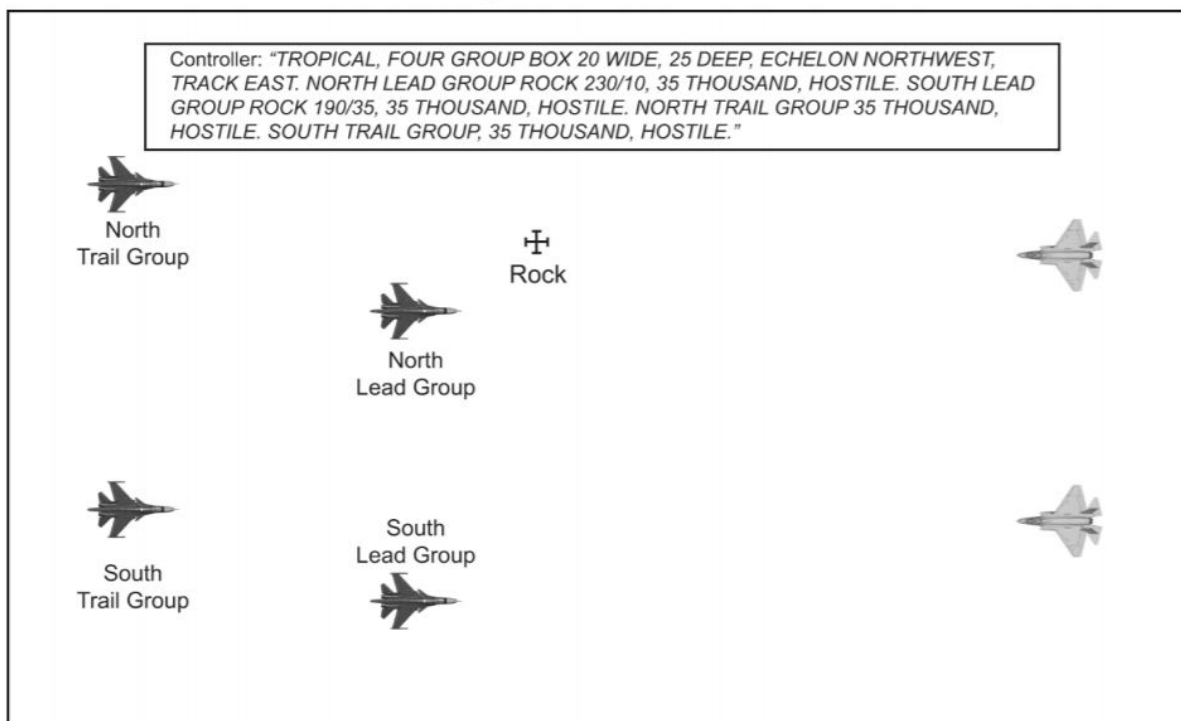 Controller: "TROPICAL, FOUR GROUP BOX 20 WIDE, 25 DEEP, ECHELON NORTHWEST,
TRACK EAST. NORTH LEAD GROUP ROCK 230/10, 35 THOUSAND, HOSTILE. SOUTH LEAD
GROUP ROCK 190/35, 35 THOUSAND, HOSTILE. NORTH TRAIL GROUP 35 THOUSAND,
HOSTILE. SOUTH TRAIL GROUP, 35 THOUSAND, HOSTILE."
North
Trail Group
Rock
North
Lead Group
South
Lead Group
South
Trail Group